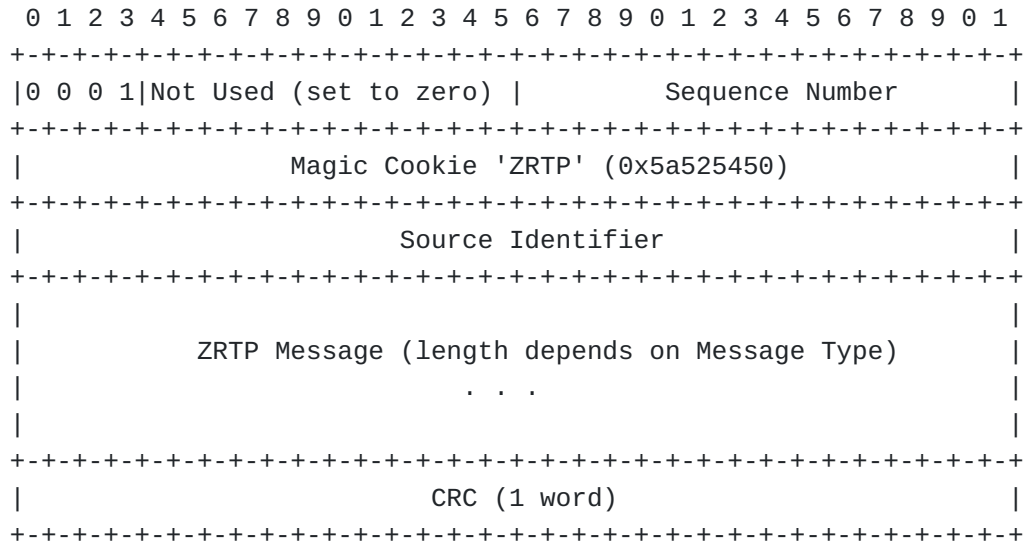 0 1 2 3 4 5 6 7 8 9 0 1 2 3 4 5 6 7 8 9 0 1 2 3 4 5 6 7 8 9 0 1
+-+-+-+-+-+-+-+-+-+-+-+-+-+-+-+-+-+-+-+-+-+-+-+-+-+-+-+-+-+-+-+-+
|0 0 0 1|Not Used (set to zero) |         Sequence Number       |
+-+-+-+-+-+-+-+-+-+-+-+-+-+-+-+-+-+-+-+-+-+-+-+-+-+-+-+-+-+-+-+-+
|                 Magic Cookie 'ZRTP' (0x5a525450)              |
+-+-+-+-+-+-+-+-+-+-+-+-+-+-+-+-+-+-+-+-+-+-+-+-+-+-+-+-+-+-+-+-+
|                        Source Identifier                      |
+-+-+-+-+-+-+-+-+-+-+-+-+-+-+-+-+-+-+-+-+-+-+-+-+-+-+-+-+-+-+-+-+
|                                                               |
|           ZRTP Message (length depends on Message Type)       |
|                            . . .                              |
|                                                               |
+-+-+-+-+-+-+-+-+-+-+-+-+-+-+-+-+-+-+-+-+-+-+-+-+-+-+-+-+-+-+-+-+
|                          CRC (1 word)                         |
+-+-+-+-+-+-+-+-+-+-+-+-+-+-+-+-+-+-+-+-+-+-+-+-+-+-+-+-+-+-+-+-+